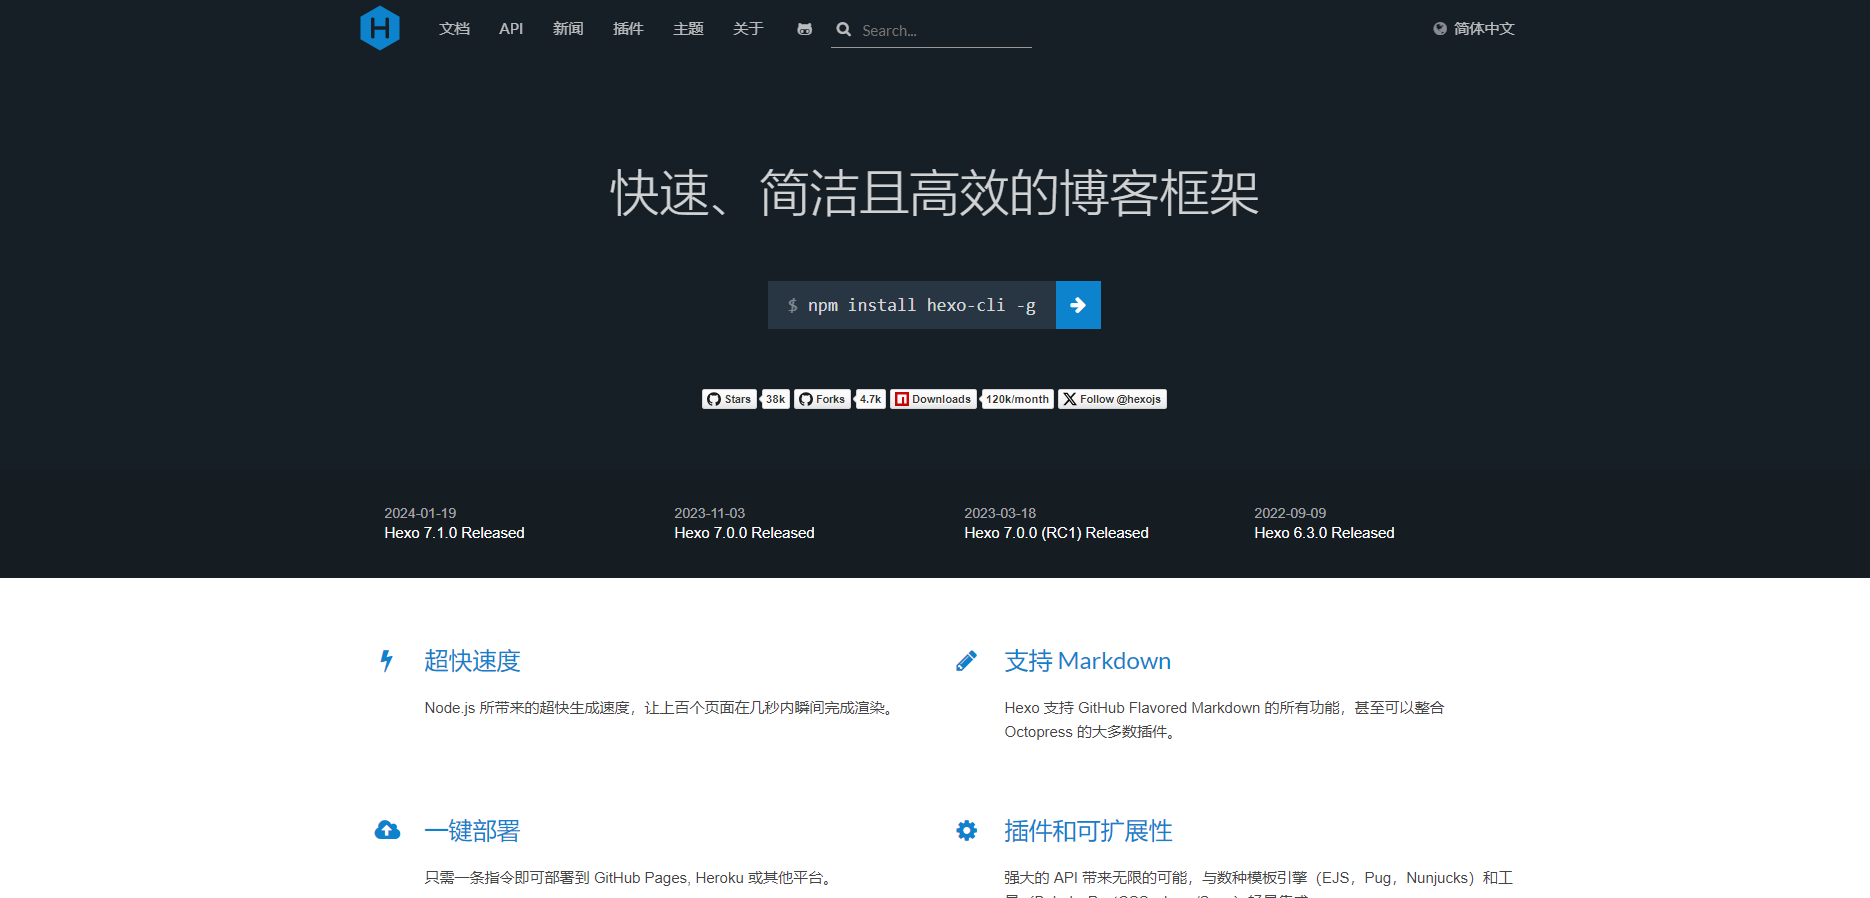 H 文档 API 新闻 插件 主题 关于 Search... 简体中文
快速、简洁且高效的博客框架
$ npm install hexo-cli -g
Stars 38k Forks 4.7k Downloads 120k/month Follow @hexojs
2024-01-19
Hexo 7.1.0 Released
2023-11-03
Hexo 7.0.0 Released
2023-03-18
Hexo 7.0.0 (RC1) Released
2022-09-09
Hexo 6.3.0 Released
超快速度
Node.js 所带来的超快生成速度，让上百个页面在几秒内瞬间完成渲染。
支持 Markdown
Hexo 支持 GitHub Flavored Markdown 的所有功能，甚至可以整合
Octopress 的大多数插件。
一键部署
只需一条指令即可部署到 GitHub Pages, Heroku 或其他平台。
插件和可扩展性
强大的 API 带来无限的可能，与数种模板引擎（EJS，Pug，Nunjucks）和工